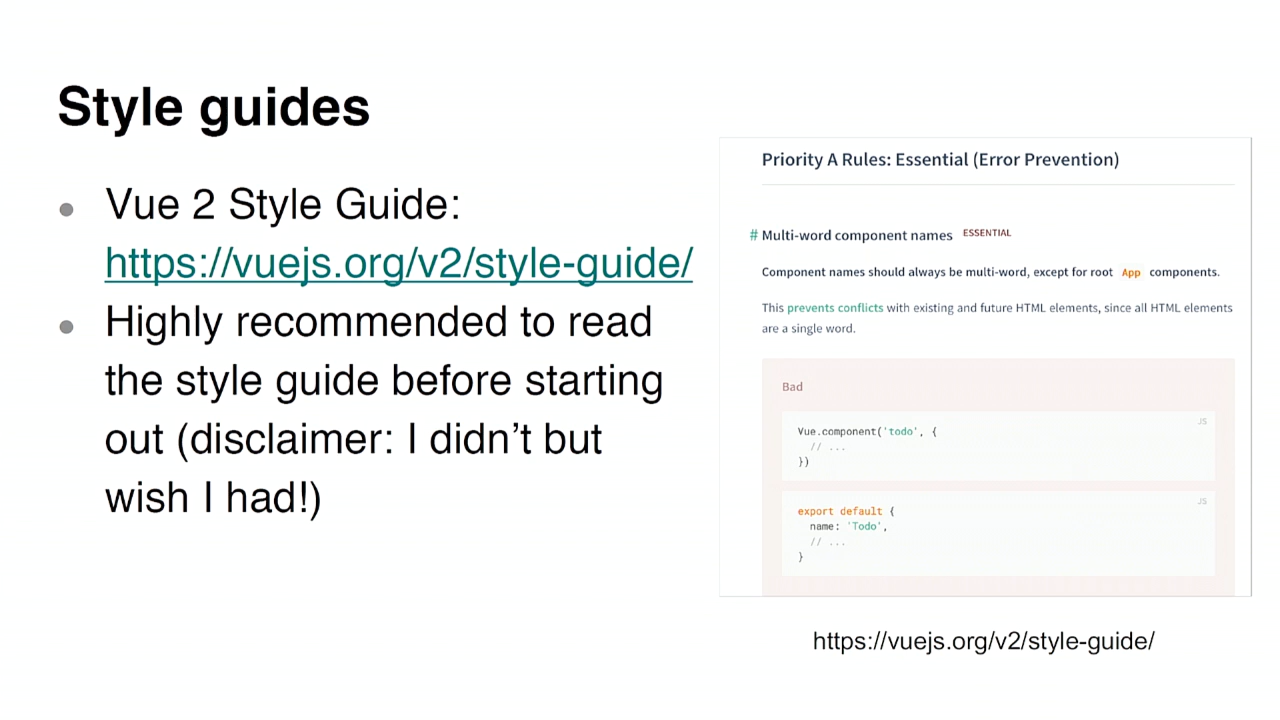 Style guides
• Vue 2 Style Guide:
https://vuejs.org/v2/style-guide/
• Highly recommended to read
the style guide before starting
out (disclaimer: I didn’t but
wish I had!)
Priority A Rules: Essential (Error Prevention)
# Multi-word component names ESSENTIAL
Component names should always be multi-word, except for root App components.
This prevents conflicts with existing and future HTML elements, since all HTML elements
are a single word.
Bad
JS
Vue.component('todo', {
// ...
})
JS
export default {
name: 'Todo',
// ...
}
https://vuejs.org/v2/style-guide/